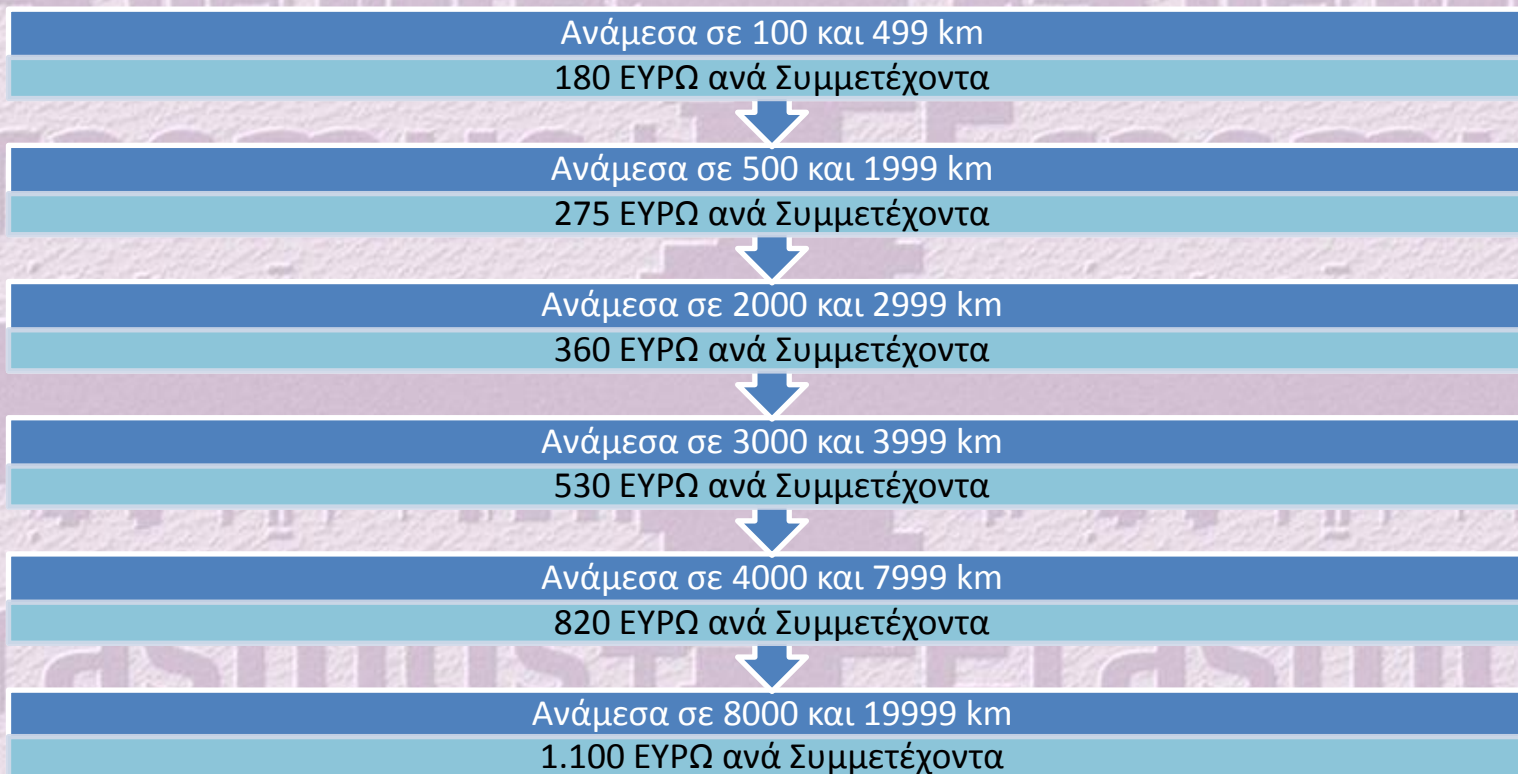 Ανάμεσα σε 100 και 499 km
180 ΕΥΡΩ ανά Συμμετέχοντα
Ανάμεσα σε 500 και 1999 km
275 ΕΥΡΩ ανά Συμμετέχοντα
Ανάμεσα σε 2000 και 2999 km
360 ΕΥΡΩ ανά Συμμετέχοντα
Ανάμεσα σε 3000 και 3999 km
530 ΕΥΡΩ ανά Συμμετέχοντα
Ανάμεσα σε 4000 και 7999 km
820 ΕΥΡΩ ανά Συμμετέχοντα
Ανάμεσα σε 8000 και 19999 km
1.100 ΕΥΡΩ ανά Συμμετέχοντα